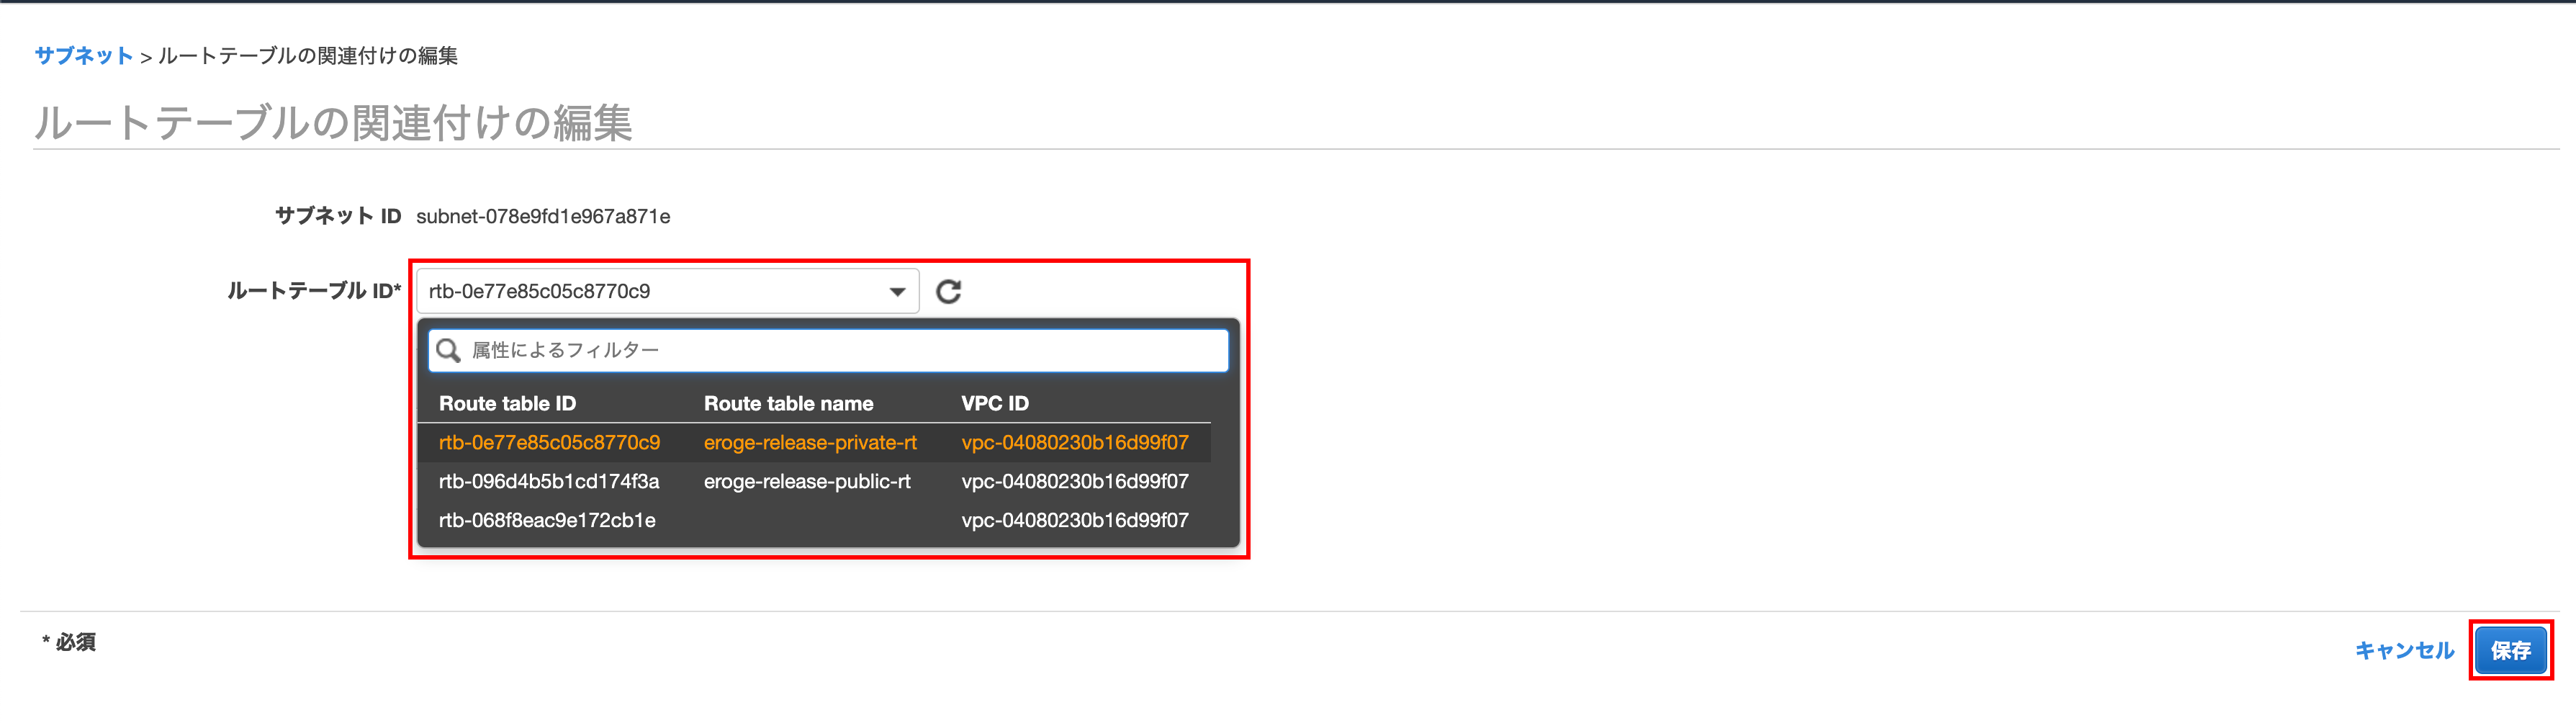 サブネット > ルートテーブルの関連付けの編集
ルートテーブルの関連付けの編集
サブネット ID subnet-078e9fd1e967a871e
ルートテーブル ID* rtb-0e77e85c05c8770c9
属性によるフィルター
Route table ID Route table name VPC ID
rtb-0e77e85c05c8770c9 eroge-release-private-rt vpc-04080230b16d99f07
rtb-096d4b5b1cd174f3a eroge-release-public-rt vpc-04080230b16d99f07
rtb-068f8eac9e172cb1e vpc-04080230b16d99f07
* 必須
キャンセル 保存